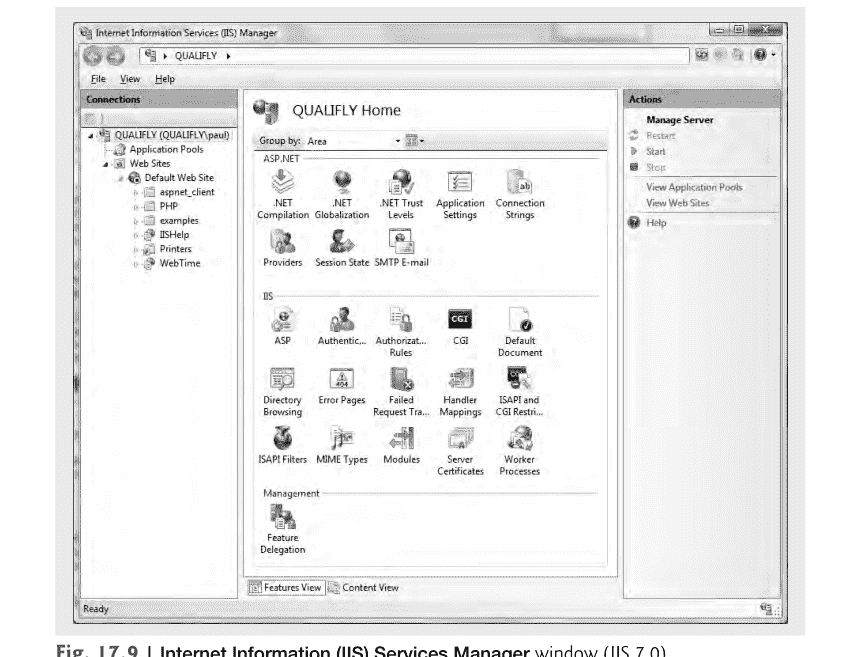 Internet Information Services (IIS) Manager
QUALIFLY
File View Help
Connections
QUALIFLY (QUALIFLY\paul)
Application Pools
Web Sites
Default Web Site
aspnet_client
PHP
examples
IISHelp
Printers
WebTime
QUALIFLY Home
Group by: Area
ASP.NET
.NET Compilation
.NET Globalization
.NET Trust Levels
Application Settings
Connection Strings
Providers
Session State
SMTP E-mail
IIS
ASP
Authentic...
Authorizat... Rules
CGI
Default Document
Directory Browsing
Error Pages
Failed Request Tra...
Handler Mappings
ISAPI and CGI Restri...
ISAPI Filters
MIME Types
Modules
Server Certificates
Worker Processes
Management
Feature Delegation
Features View
Content View
Actions
Manage Server
Restart
Start
Stop
View Application Pools
View Web Sites
Help
Ready
Fig. 17.9 | Internet Information (IIS) Services Manager window (IIS 7.0)